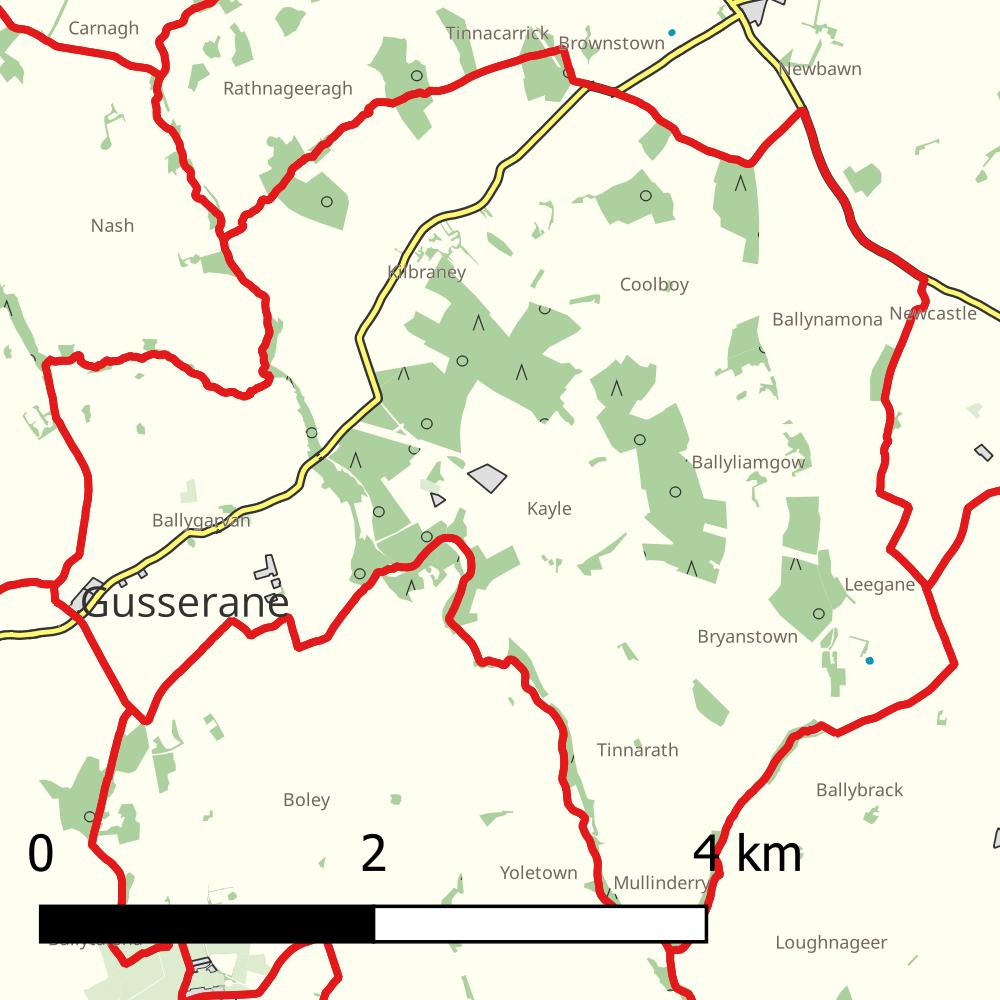 Carnagh
Tinnacarrick
Brownstown
Newbawn
Rathnageeragh
Nash
Kilbraney
Coolboy
Ballynamona
Newcastle
Ballyliamgow
Kayle
Ballygarvan
Leegane
Gusserane
Bryanstown
Tinnarath
Boley
Ballybrack
0 2 4 km
Yoletown
Mullinderry
Loughnageer